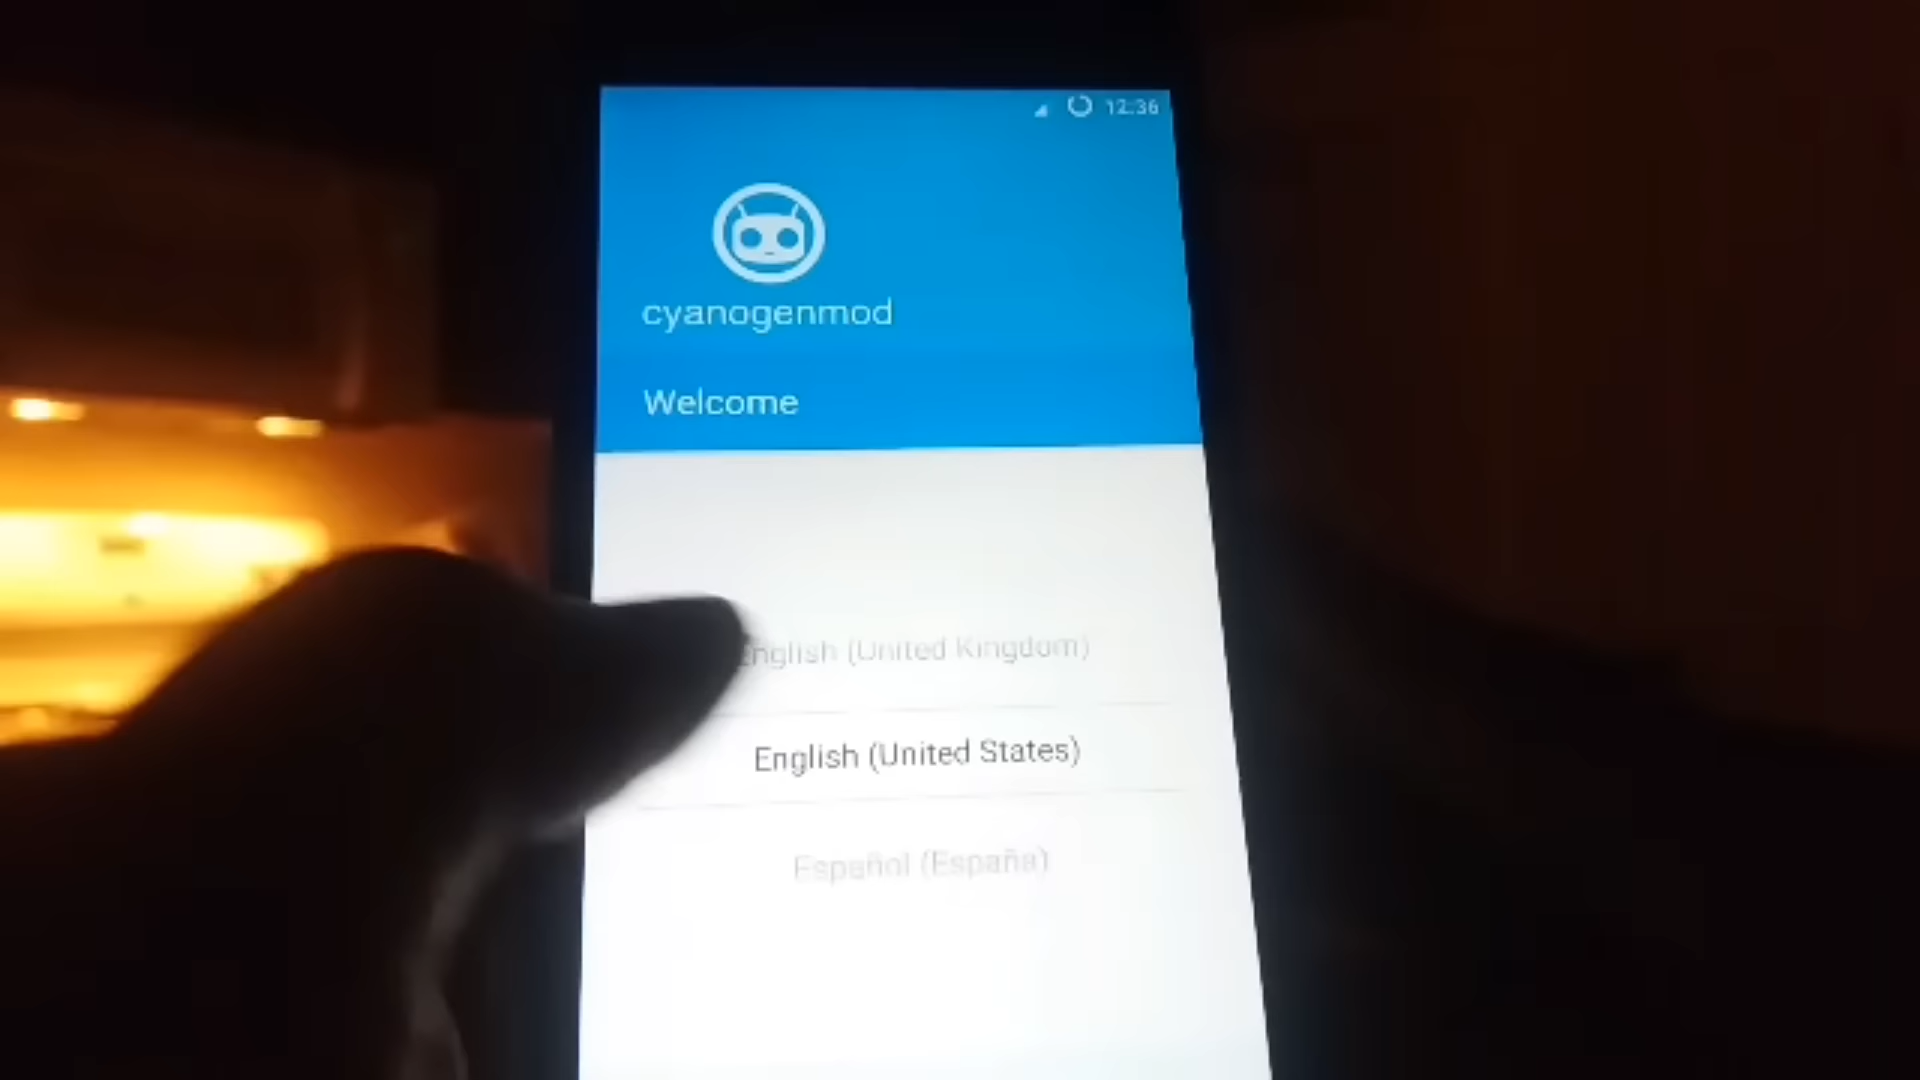 12:36
cyanogenmod
Welcome
English (United Kingdom)
English (United States)
Español (España)